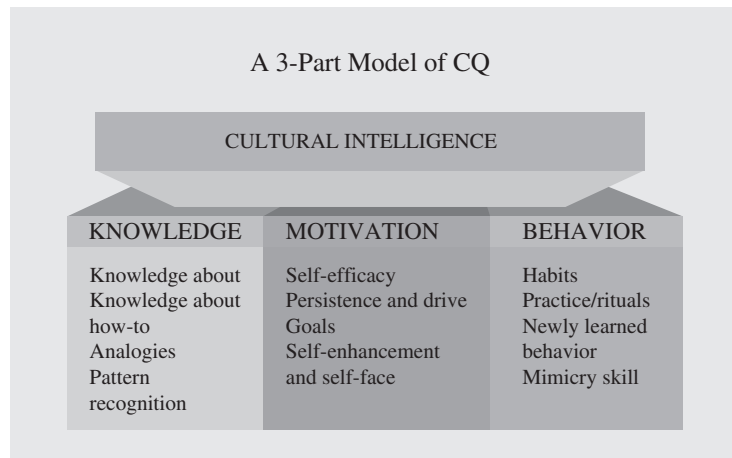 A 3-Part Model of CQ
CULTURAL INTELLIGENCE
KNOWLEDGE
Knowledge about
Knowledge about
how-to
Analogies
Pattern
recognition
MOTIVATION
Self-efficacy
Persistence and drive
Goals
Self-enhancement
and self-face
BEHAVIOR
Habits
Practice/rituals
Newly learned
behavior
Mimicry skill